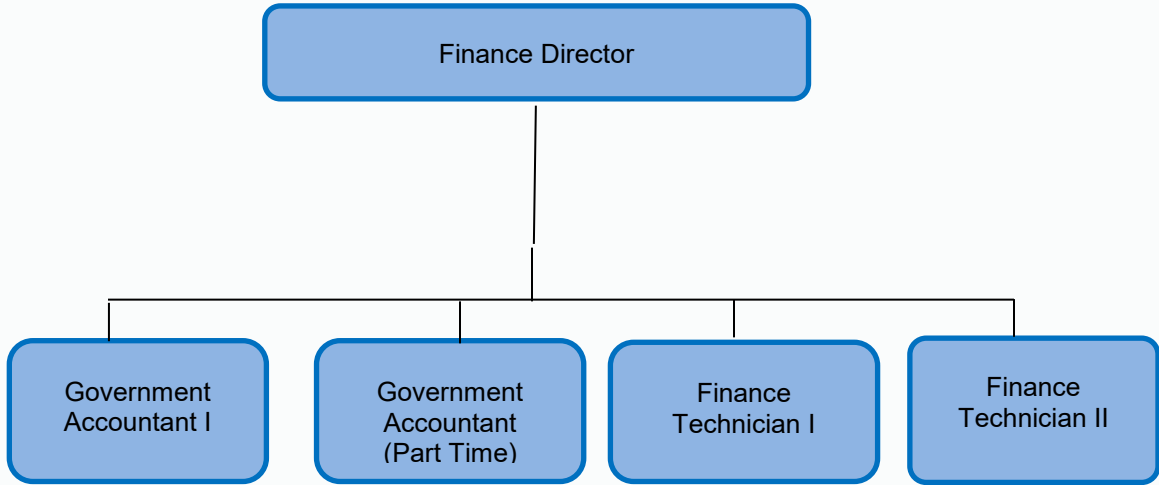 Finance Director
Government
Accountant I
Government
Accountant
(Part Time)
Finance
Technician I
Finance
Technician II